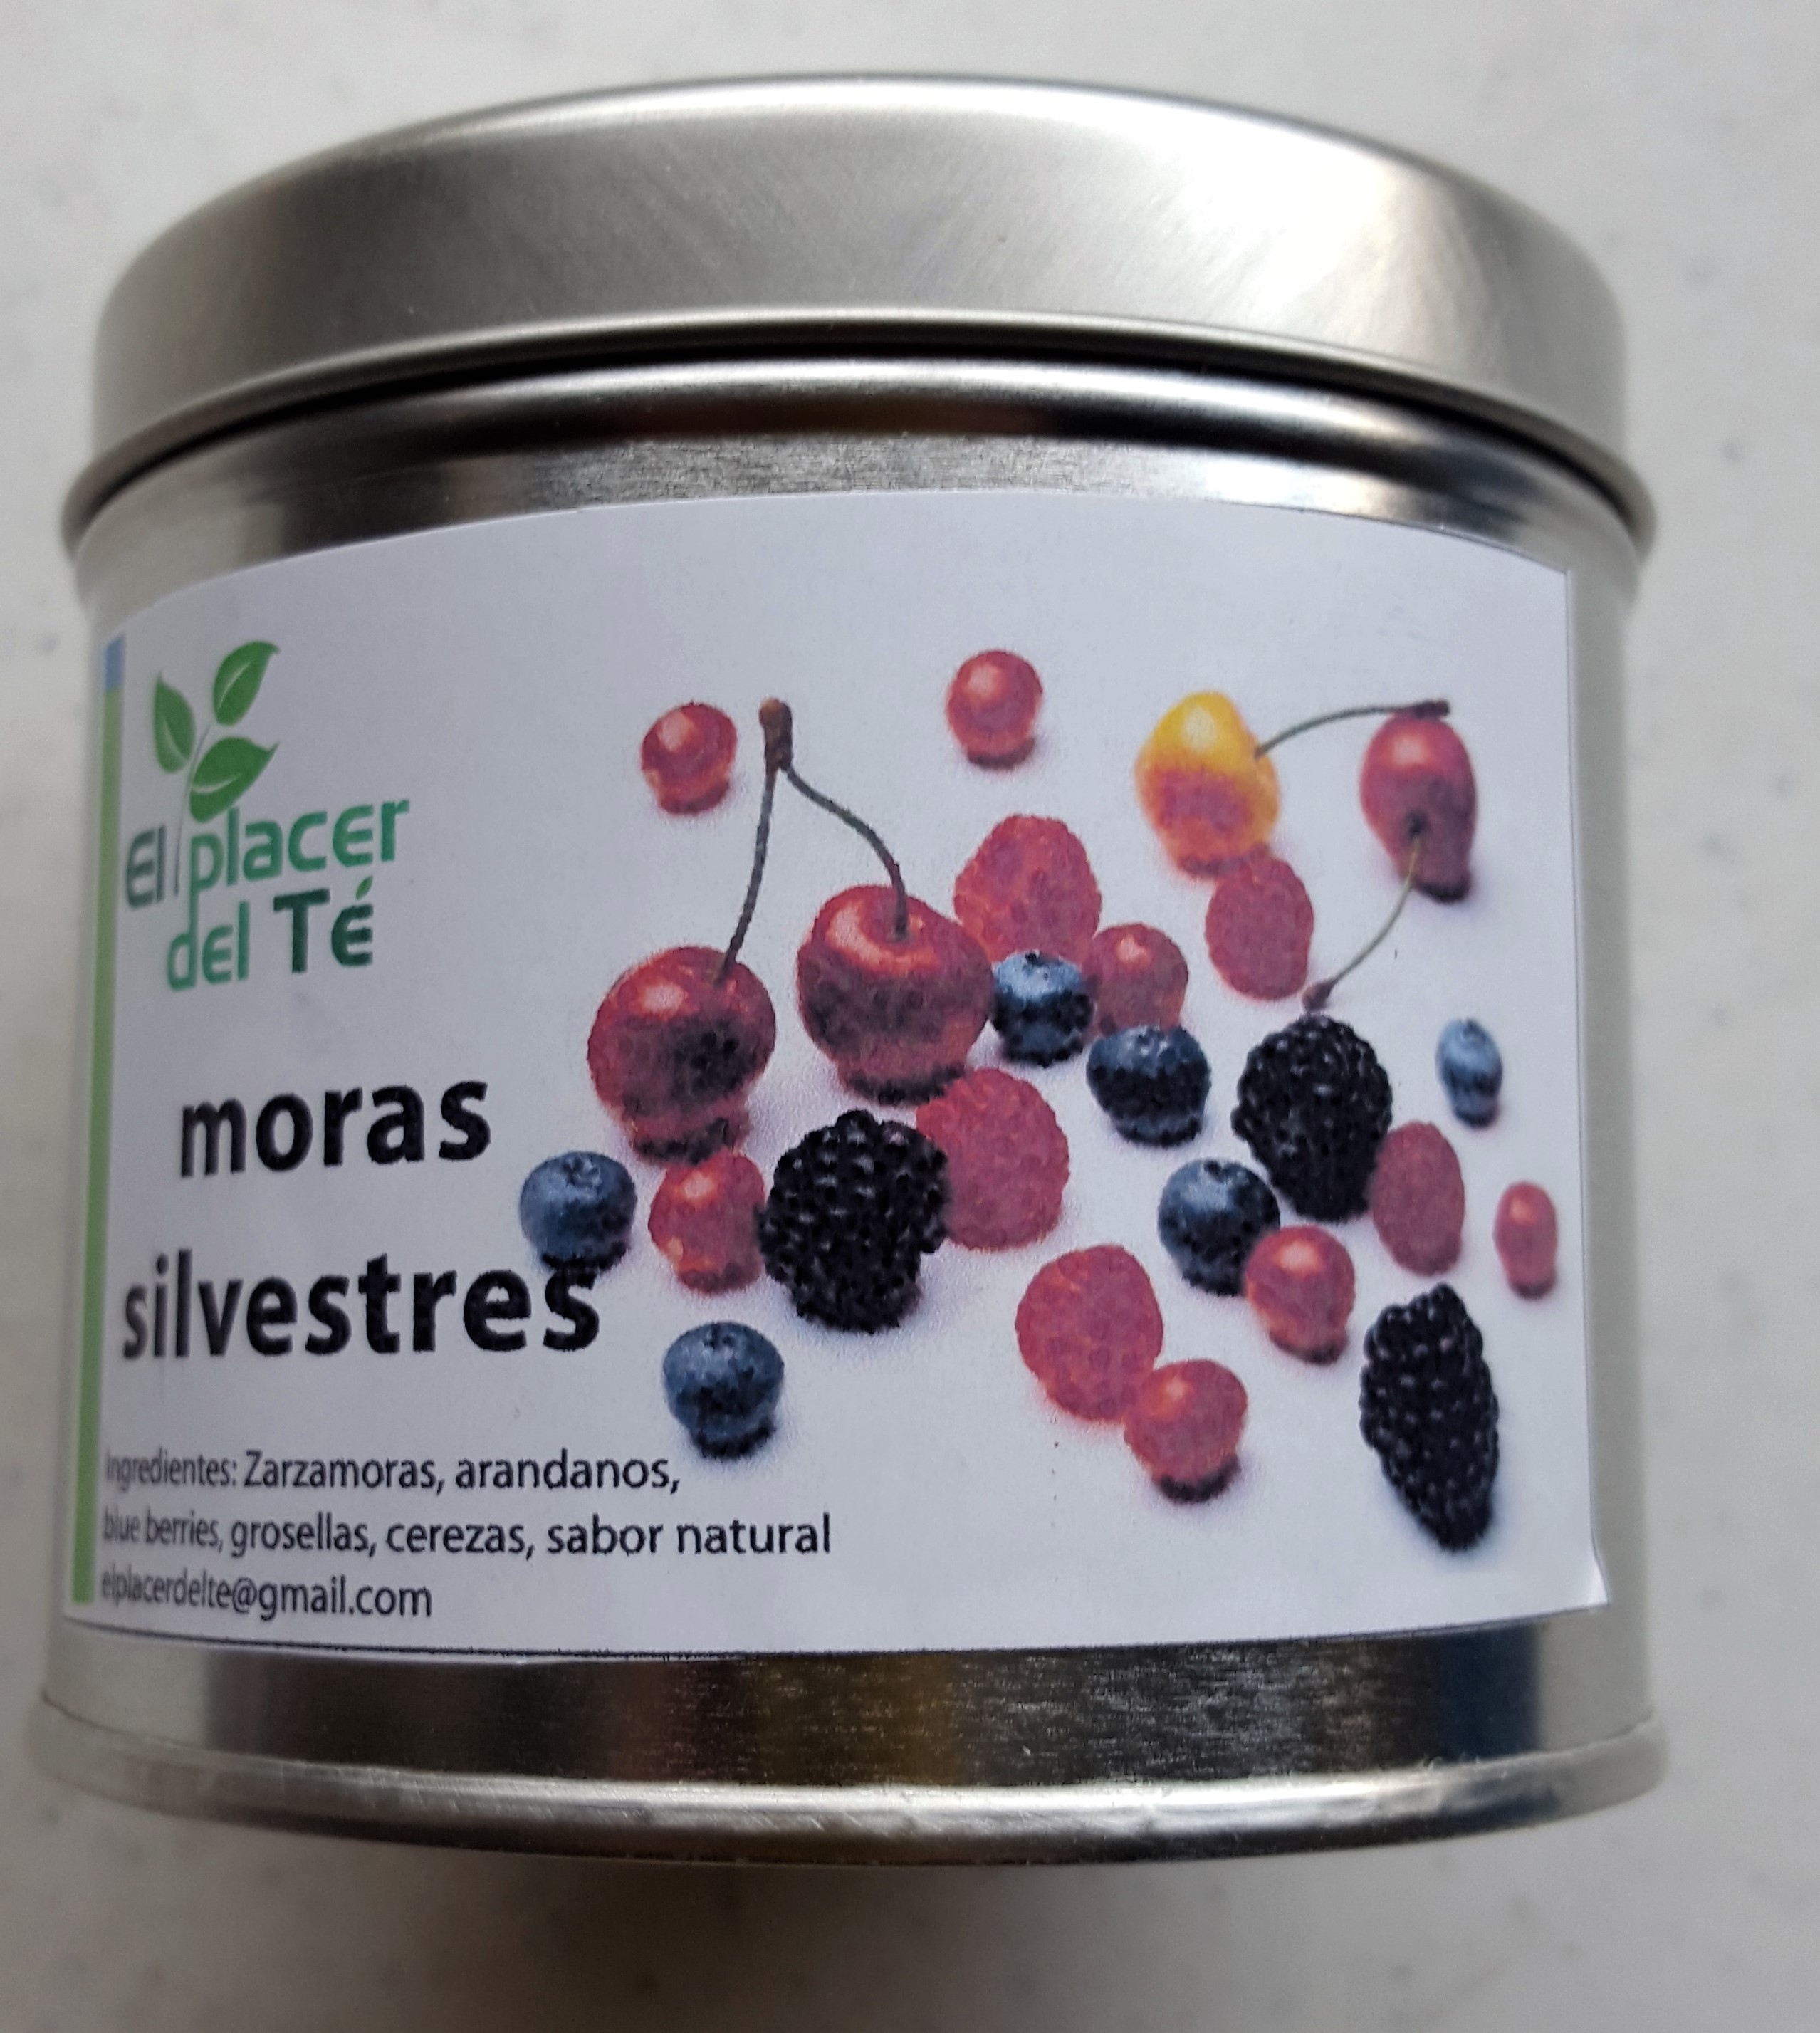 El placer
del Té
moras
silvestres
Ingredientes: Zarzamoras, arandanos,
blue berries, grosellas, cerezas, sabor natural
elplacerdelte@gmail.com